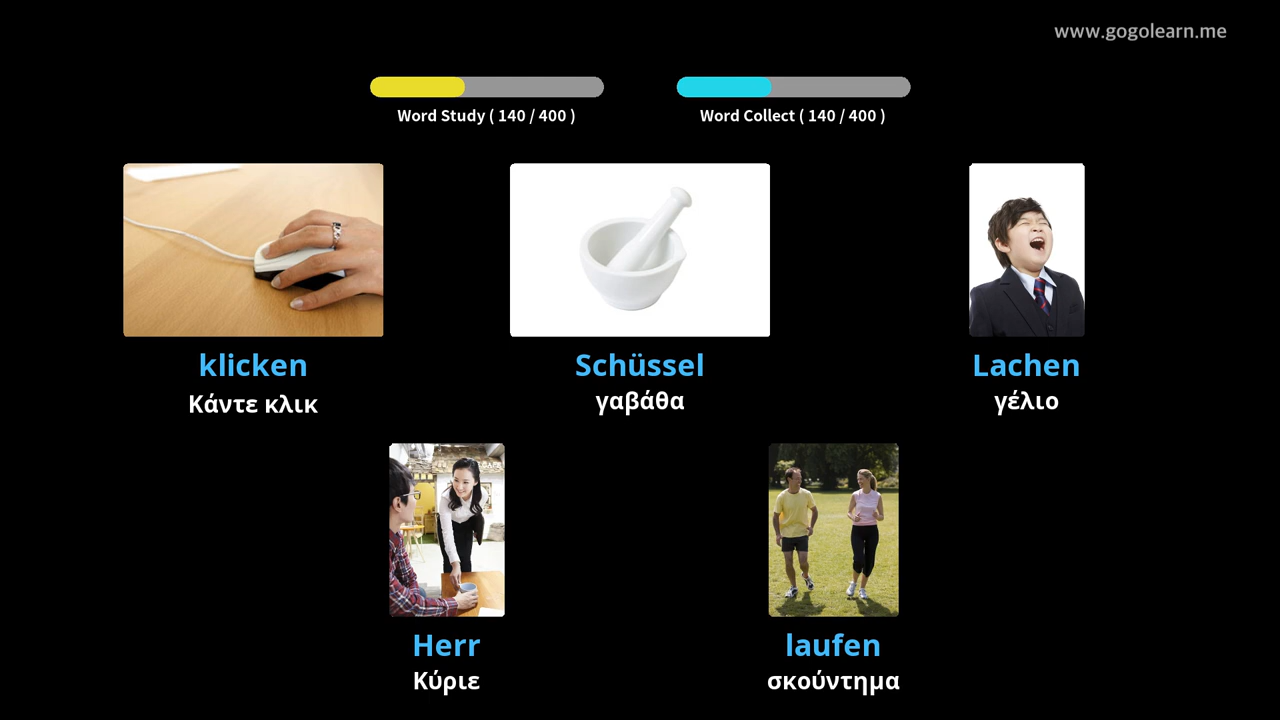 www.gogolearn.me
Word Study ( 140 / 400 )
Word Collect ( 140 / 400 )
klicken
Κάντε κλικ
Schüssel
γαβάθα
Lachen
γέλιο
Herr
Κύριε
laufen
σκούντημα